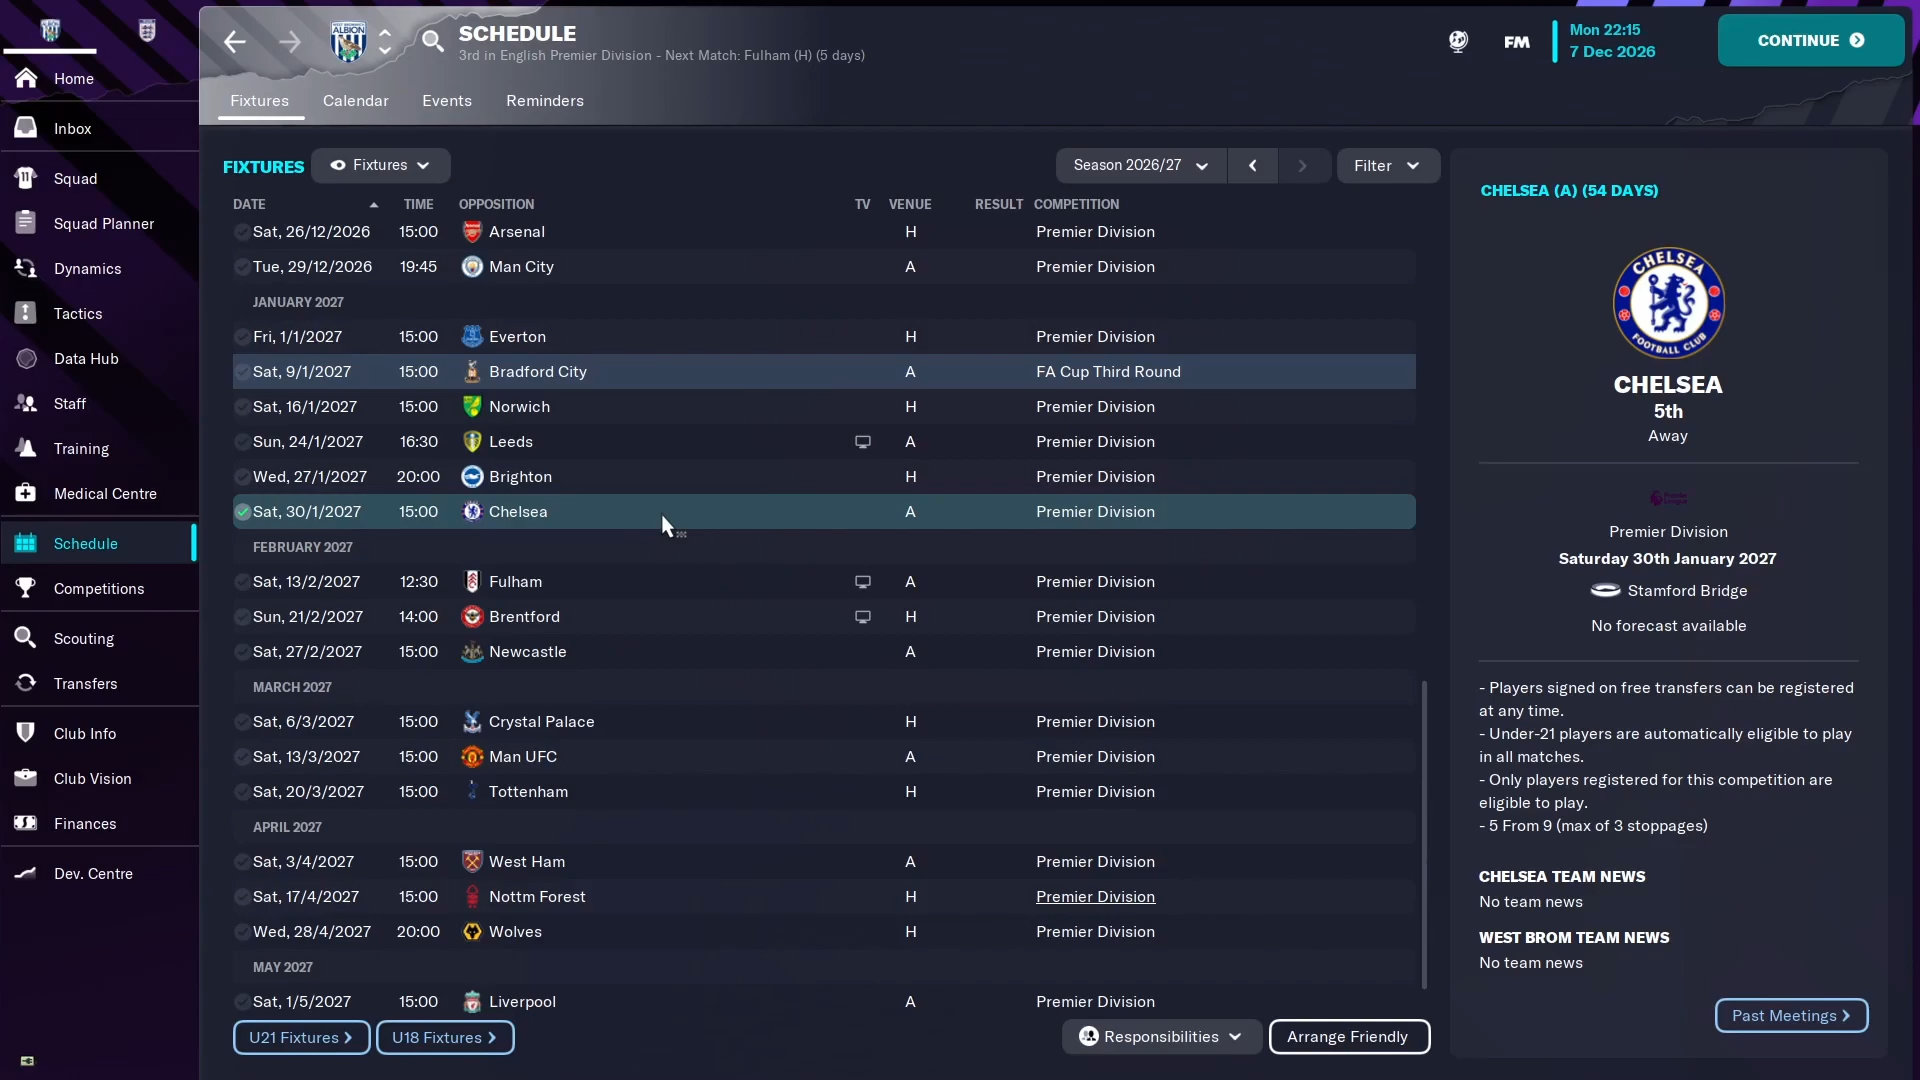 SCHEDULE
3rd in English Premier Division - Next Match: Fulham (H) (5 days)
FM
Mon 22:15
7 Dec 2026
CONTINUE
Fixtures
Calendar
Events
Reminders
Home
Inbox
Squad
Squad Planner
Dynamics
Tactics
Data Hub
Staff
Training
Medical Centre
Schedule
Competitions
Scouting
Transfers
Club Info
Club Vision
Finances
Dev. Centre
FIXTURES Fixtures Season 2026/27 Filter
DATE TIME OPPOSITION TV VENUE RESULT COMPETITION
Sat, 26/12/2026 15:00 Arsenal H Premier Division
Tue, 29/12/2026 19:45 Man City A Premier Division
JANUARY 2027
Fri, 1/1/2027 15:00 Everton H Premier Division
Sat, 9/1/2027 15:00 Bradford City A FA Cup Third Round
Sat, 16/1/2027 15:00 Norwich H Premier Division
Sun, 24/1/2027 16:30 Leeds A Premier Division
Wed, 27/1/2027 20:00 Brighton H Premier Division
Sat, 30/1/2027 15:00 Chelsea A Premier Division
FEBRUARY 2027
Sat, 13/2/2027 12:30 Fulham A Premier Division
Sun, 21/2/2027 14:00 Brentford H Premier Division
Sat, 27/2/2027 15:00 Newcastle A Premier Division
MARCH 2027
Sat, 6/3/2027 15:00 Crystal Palace H Premier Division
Sat, 13/3/2027 15:00 Man UFC A Premier Division
Sat, 20/3/2027 15:00 Tottenham H Premier Division
APRIL 2027
Sat, 3/4/2027 15:00 West Ham A Premier Division
Sat, 17/4/2027 15:00 Nottm Forest H Premier Division
Wed, 28/4/2027 20:00 Wolves H Premier Division
MAY 2027
Sat, 1/5/2027 15:00 Liverpool A Premier Division
U21 Fixtures U18 Fixtures Responsibilities Arrange Friendly
CHELSEA (A) (54 DAYS)
CHELSEA
FOOTBALL CLUB
CHELSEA
5th
Away
Premier Division
Saturday 30th January 2027
Stamford Bridge
No forecast available
- Players signed on free transfers can be registered
at any time.
- Under-21 players are automatically eligible to play
in all matches.
- Only players registered for this competition are
eligible to play.
- 5 From 9 (max of 3 stoppages)
CHELSEA TEAM NEWS
No team news
WEST BROM TEAM NEWS
No team news
Past Meetings